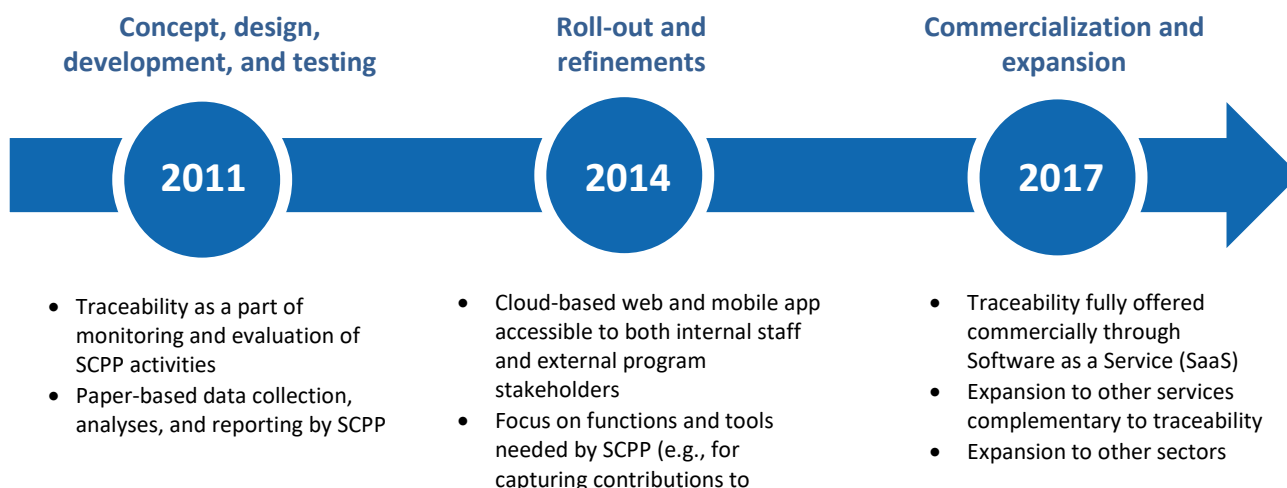 Concept, design,
development, and testing
Roll-out and
refinements
Commercialization and
expansion
2011
2014
2017
• Traceability as a part of
monitoring and evaluation of
SCPP activities
• Paper-based data collection,
analyses, and reporting by SCPP
• Cloud-based web and mobile app
accessible to both internal staff
and external program
stakeholders
• Focus on functions and tools
needed by SCPP (e.g., for
capturing contributions to
• Traceability fully offered
commercially through
Software as a Service (SaaS)
• Expansion to other services
complementary to traceability
• Expansion to other sectors